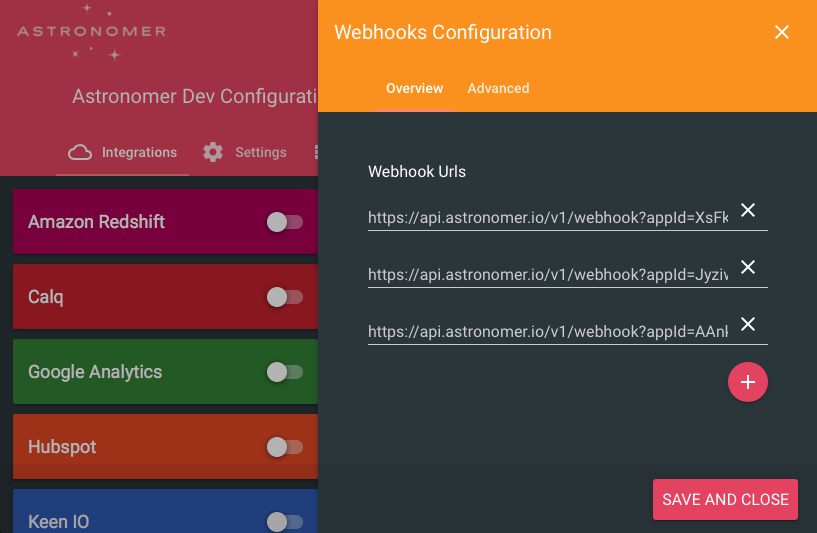 ASTRONOMER
Astronomer Dev Configurati
Integrations
Settings
Amazon Redshift
Calq
Google Analytics
Hubspot
Keen IO
Webhooks Configuration
Overview
Advanced
Webhook Urls
https://api.astronomer.io/v1/webhook?appId=XsFk
https://api.astronomer.io/v1/webhook?appId=Jyziv
https://api.astronomer.io/v1/webhook?appId=AAnl
SAVE AND CLOSE